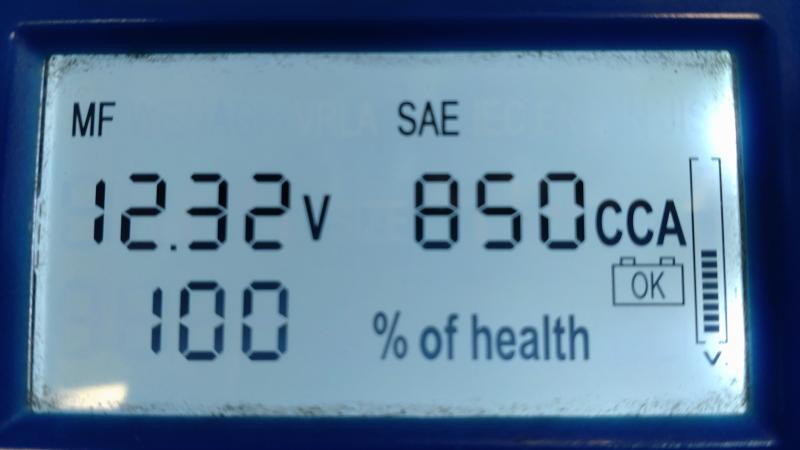 MF SAE
12.32 V 850 CCA
OK
100 % of health